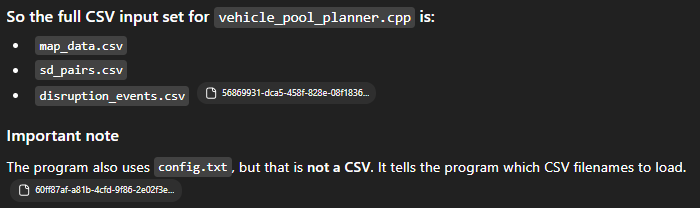 So the full CSV input set for vehicle_pool_planner.cpp is:
• map_data.csv
• sd_pairs.csv
• disruption_events.csv 56869931-dca5-458f-828e-08f1836...
Important note
The program also uses config.txt, but that is not a CSV. It tells the program which CSV filenames to load.
60ff87af-a81b-4cfd-9f86-2e02f3e...